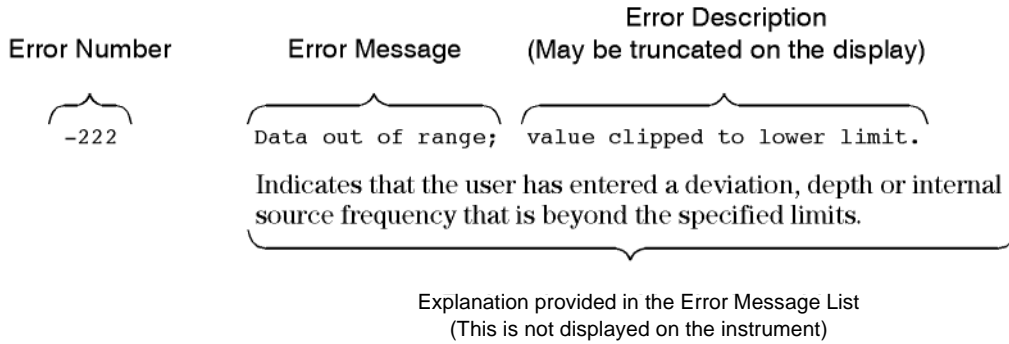 Error Description
Error Number Error Message (May be truncated on the display)
-222 Data out of range; value clipped to lower limit.
Indicates that the user has entered a deviation, depth or internal
source frequency that is beyond the specified limits.
Explanation provided in the Error Message List
(This is not displayed on the instrument)